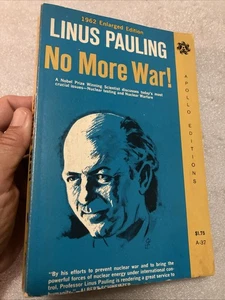 1962 Enlarged Edition
LINUS PAULING
No More War!
A Nobel Prize Winning Scientist discusses today's most
crucial issues—Nuclear testing and Nuclear Warfare
APOLLO EDITIONS
$1.75
A-37
"By his efforts to prevent nuclear war and to bring the
powerful forces of nuclear energy under international con-
trol, Professor Linus Pauling is rendering a great service to